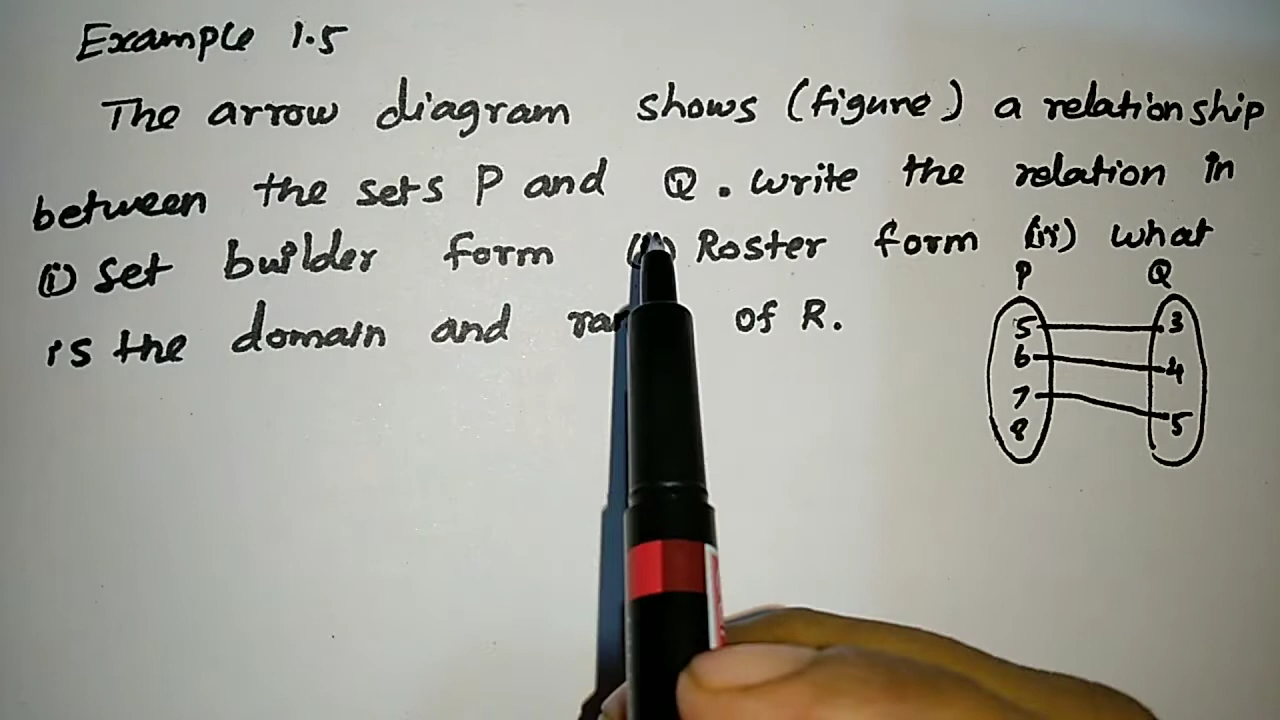 Example 1.5
The arrow diagram shows (figure) a relationship
between the sets P and Q. write the relation in
(i) Set builder form Roster form (iii) what
is the domain and of R.
P Q
5 3
6 4
7 5
8